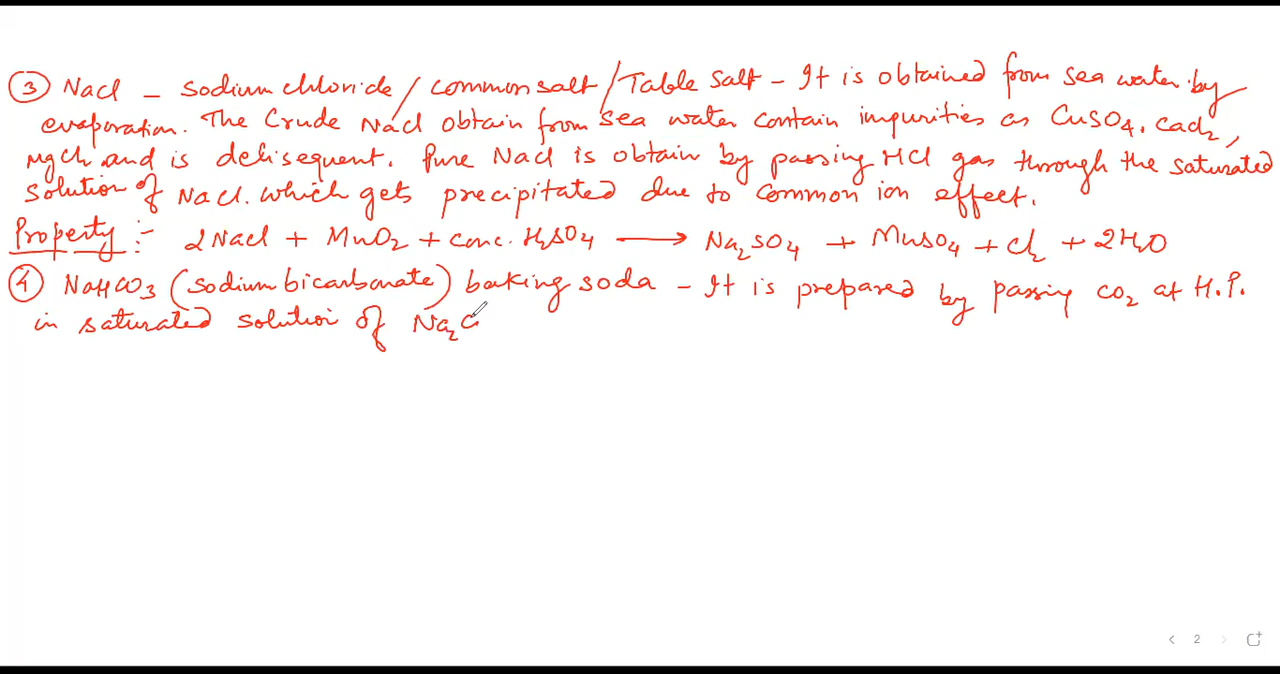 ③ NaCl – Sodium chloride / common salt / Table Salt – It is obtained from sea water by
evaporation. The Crude NaCl obtain from sea water contain impurities as CuSO4, CaCl2,
MgCl2 and is deliseguent. Pure NaCl is obtain by passing HCl gas through the saturated
solution of NaCl. which gets precipitated due to common ion effect.
Property :- 2NaCl + MnO2 + conc. H2SO4 ⟶ Na2SO4 + MnSO4 + Cl2 + 2H2O
④ NaHCO3 (Sodium bicarbonate) baking soda – It is prepared by passing CO2 at H.P.
in saturated solution of Na2C
2